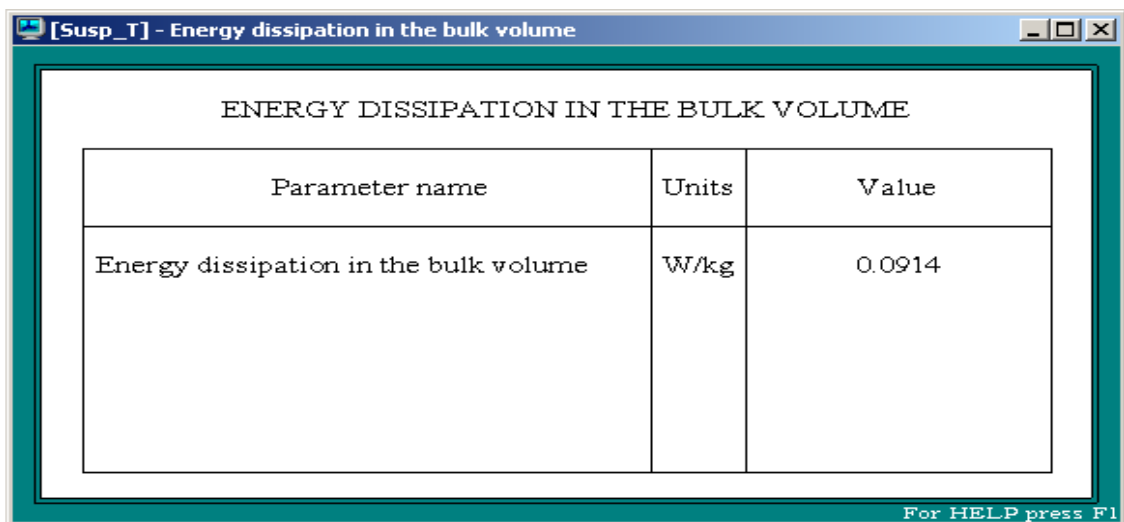 [Susp_T] - Energy dissipation in the bulk volume
ENERGY DISSIPATION IN THE BULK VOLUME
Parameter name Units Value
Energy dissipation in the bulk volume W/kg 0.0914
For HELP press F1